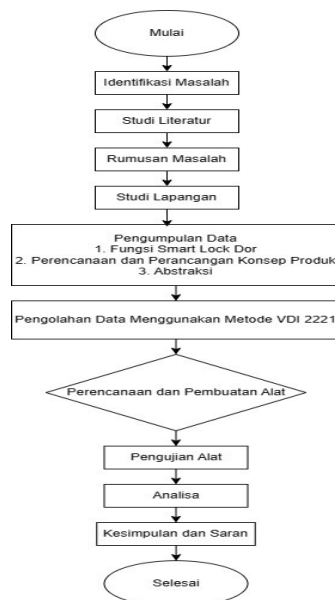 Mulai
Identifikasi Masalah
Studi Literatur
Rumusan Masalah
Studi Lapangan
Pengumpulan Data
1. Fungsi Smart Lock Dor
2. Perencanaan dan Perancangan Konsep Produk
3. Abstraksi
Pengolahan Data Menggunakan Metode VDI 2221
Perencanaan dan Pembuatan Alat
Pengujian Alat
Analisa
Kesimpulan dan Saran
Selesai